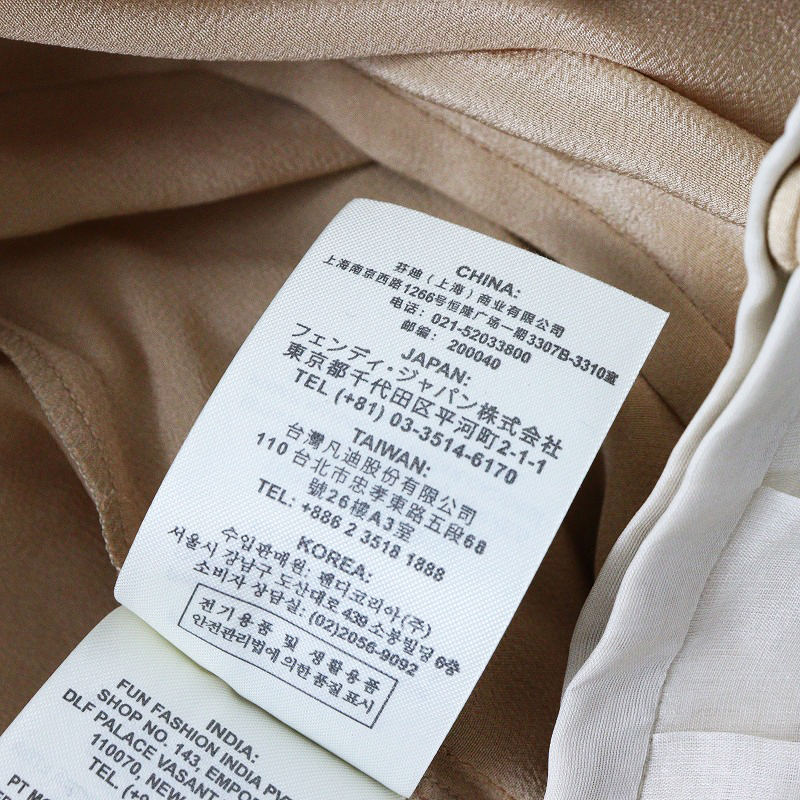 CHINA:
芬迪（上海）商业有限公司
上海南京西路1266号恒隆广场一期3307B-3310室
电话: 021-52033800
邮编: 200040
JAPAN:
フェンディ・ジャパン株式会社
東京都千代田区平河町2-1-1
TEL (+81) 03-3514-6170
TAIWAN:
台灣凡迪股份有限公司
110 台北市忠孝東路五段68
號26樓A3室
TEL: +886 2 3518 1888
KOREA:
수입판매원: 펜디코리아(주)
서울시 강남구 도산대로 439 소봉빌딩 6층
소비자 상담실: (02)2056-9092
전기용품 및 생활용품
안전관리법에 의한 품질표시
INDIA:
FUN FASHION INDIA PV
SHOP NO. 143, EMPO
DLF PALACE VASANT
110070, NEW
TEL. (+9
PT MO